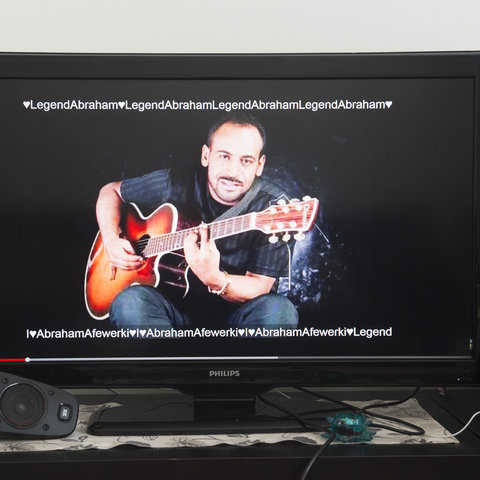 ♥LegendAbraham♥LegendAbrahamLegendAbrahamLegendAbraham♥
I♥AbrahamAfewerki♥I♥AbrahamAfewerki♥I♥AbrahamAfewerki♥Legend
PHILIPS